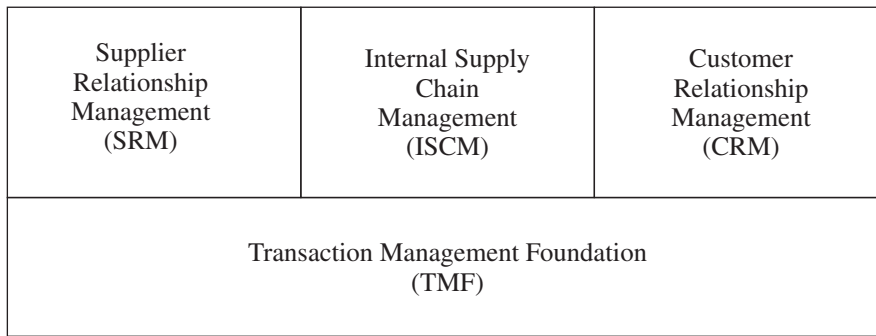 Supplier
Relationship
Management
(SRM)
Internal Supply
Chain
Management
(ISCM)
Customer
Relationship
Management
(CRM)
Transaction Management Foundation
(TMF)